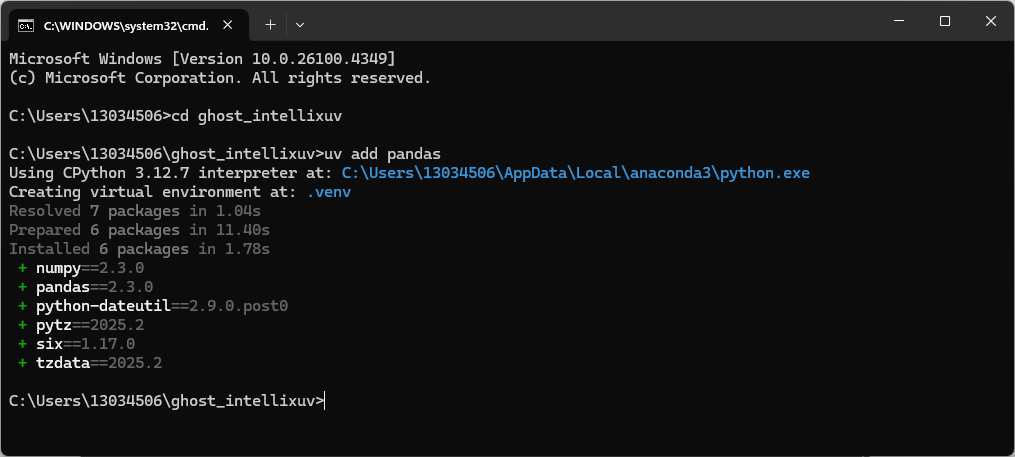 C:\WINDOWS\system32\cmd.
Microsoft Windows [Version 10.0.26100.4349]
(c) Microsoft Corporation. All rights reserved.
C:\Users\13034506>cd ghost_intellixuv
C:\Users\13034506\ghost_intellixuv>uv add pandas
Using CPython 3.12.7 interpreter at: C:\Users\13034506\AppData\Local\anaconda3\python.exe
Creating virtual environment at: .venv
Resolved 7 packages in 1.04s
Prepared 6 packages in 11.40s
Installed 6 packages in 1.78s
+ numpy==2.3.0
+ pandas==2.3.0
+ python-dateutil==2.9.0.post0
+ pytz==2025.2
+ six==1.17.0
+ tzdata==2025.2
C:\Users\13034506\ghost_intellixuv>